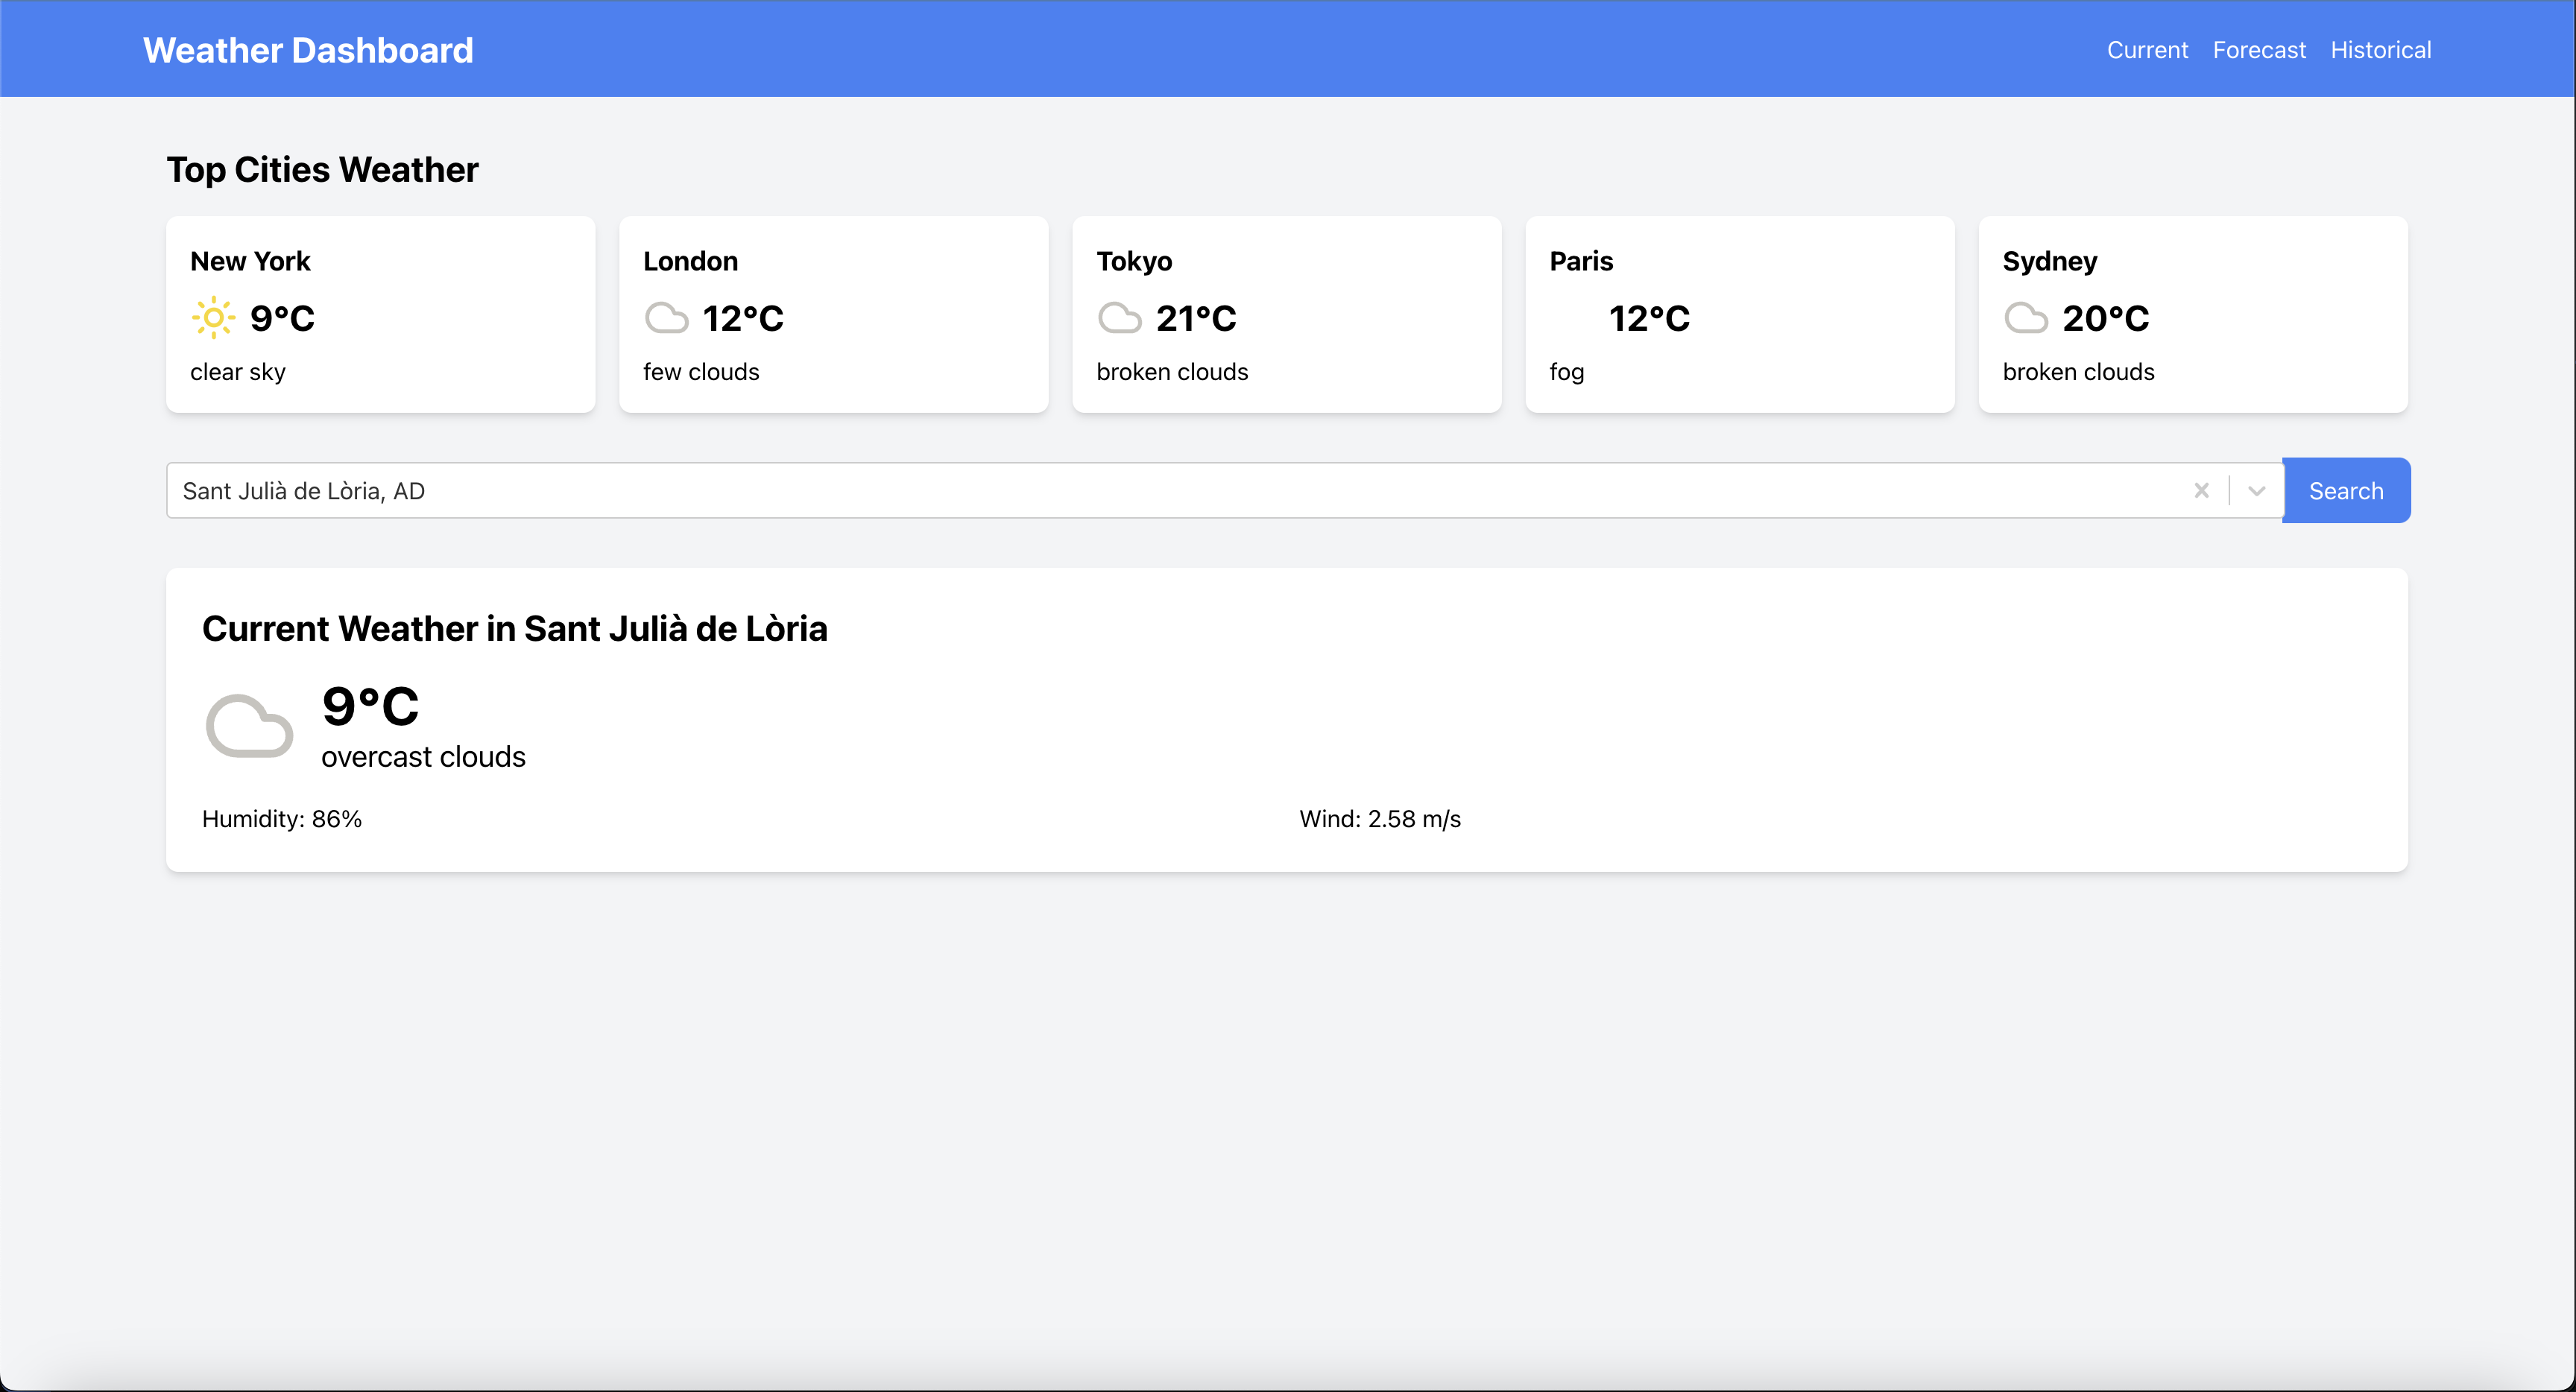 Weather Dashboard
Current Forecast Historical
Top Cities Weather
New York
9°C
clear sky
London
12°C
few clouds
Tokyo
21°C
broken clouds
Paris
12°C
fog
Sydney
20°C
broken clouds
Sant Julià de Lòria, AD
Search
Current Weather in Sant Julià de Lòria
9°C
overcast clouds
Humidity: 86%
Wind: 2.58 m/s